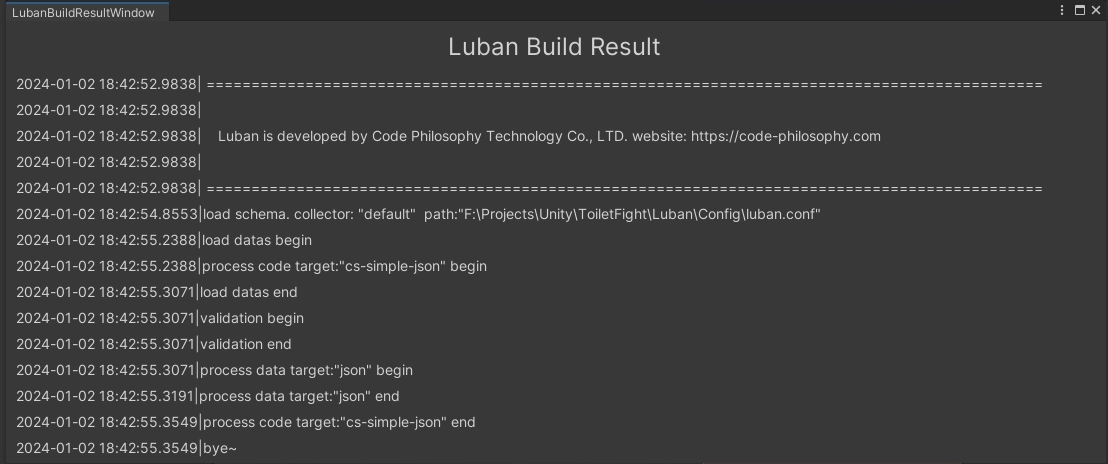 LubanBuildResultWindow
Luban Build Result
2024-01-02 18:42:52.9838| =============================================================================================
2024-01-02 18:42:52.9838|
2024-01-02 18:42:52.9838|    Luban is developed by Code Philosophy Technology Co., LTD. website: https://code-philosophy.com
2024-01-02 18:42:52.9838|
2024-01-02 18:42:52.9838| =============================================================================================
2024-01-02 18:42:54.8553|load schema. collector: "default"  path:"F:\Projects\Unity\ToiletFight\Luban\Config\luban.conf"
2024-01-02 18:42:55.2388|load datas begin
2024-01-02 18:42:55.2388|process code target:"cs-simple-json" begin
2024-01-02 18:42:55.3071|load datas end
2024-01-02 18:42:55.3071|validation begin
2024-01-02 18:42:55.3071|validation end
2024-01-02 18:42:55.3071|process data target:"json" begin
2024-01-02 18:42:55.3191|process data target:"json" end
2024-01-02 18:42:55.3549|process code target:"cs-simple-json" end
2024-01-02 18:42:55.3549|bye~